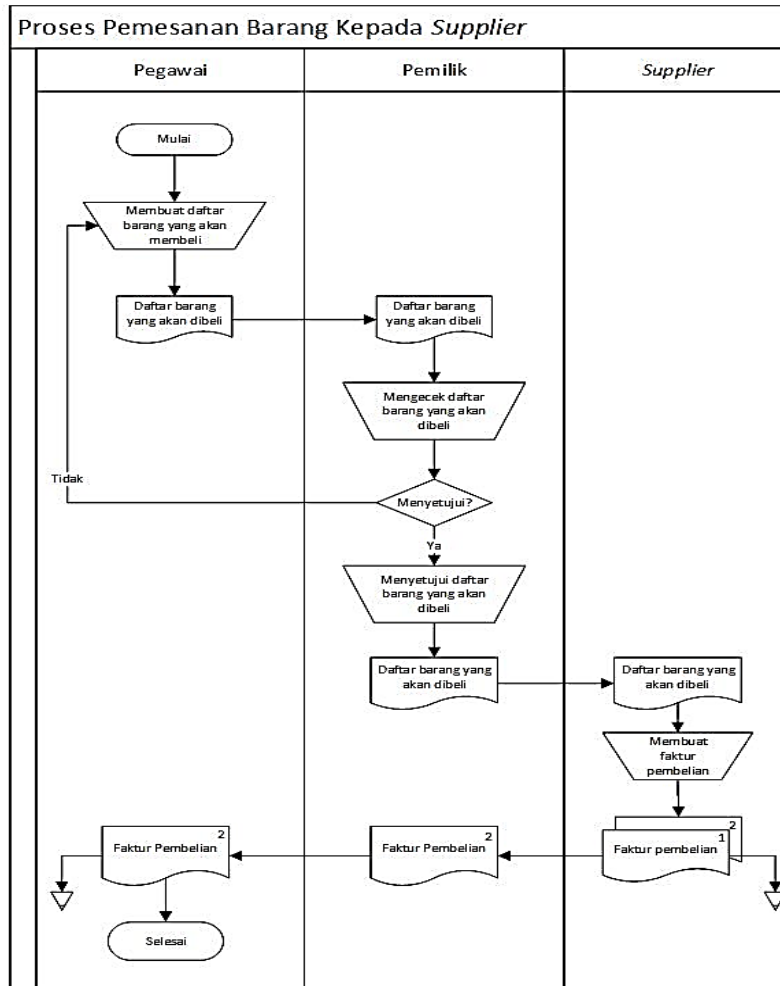 Proses Pemesanan Barang Kepada Supplier
Pegawai
Pemilik
Supplier
Mulai
Membuat daftar
barang yang akan
membeli
Daftar barang
yang akan dibeli
Daftar barang
yang akan dibeli
Mengecek daftar
barang yang akan
dibeli
Tidak
Menyetujui?
Ya
Menyetujui daftar
barang yang akan
dibeli
Daftar barang yang
akan dibeli
Daftar barang yang
akan dibeli
Membuat
faktur
pembelian
2
Faktur Pembelian
2
Faktur Pembelian
2
1
Faktur pembelian
Selesai